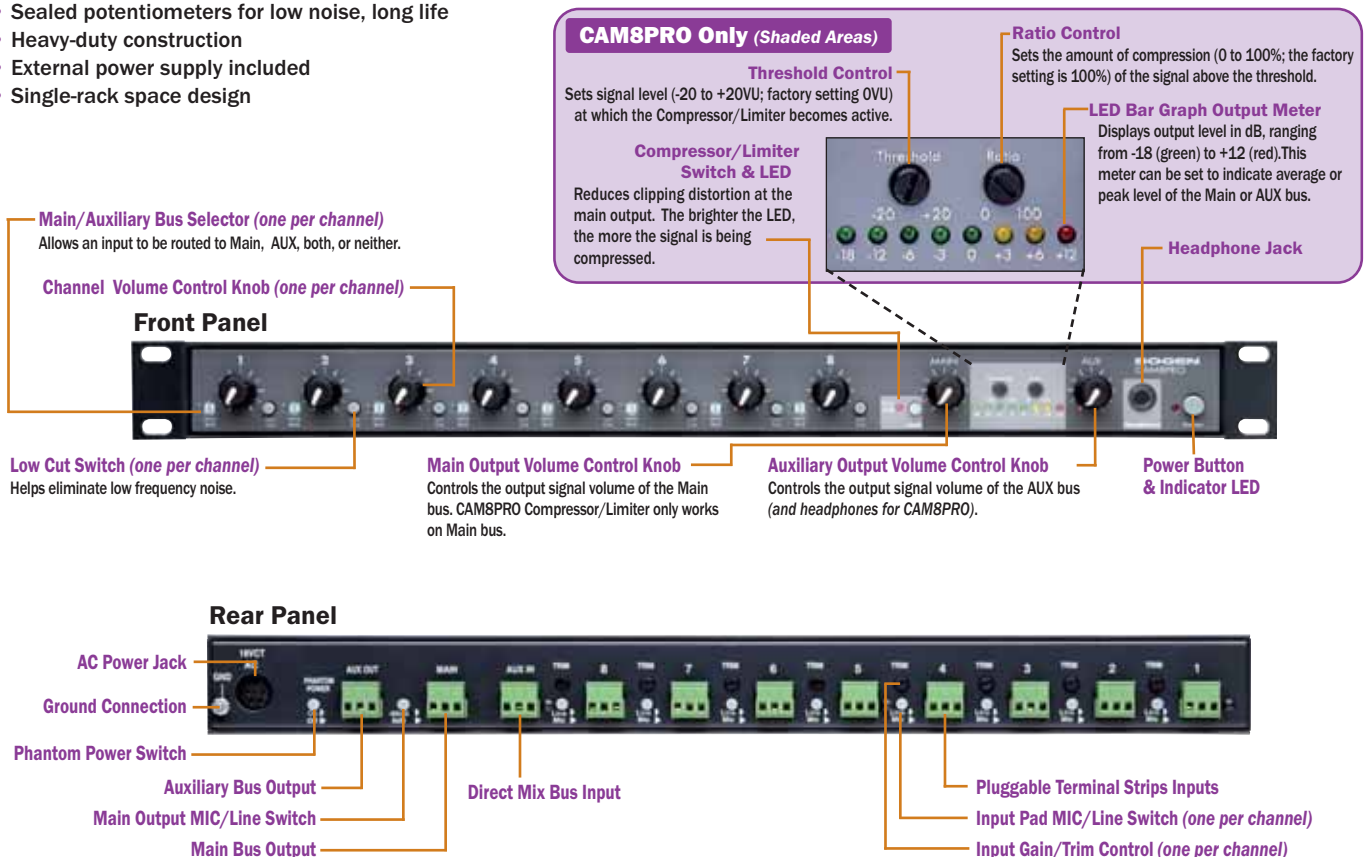 • Sealed potentiometers for low noise, long life
• Heavy-duty construction
• External power supply included
• Single-rack space design
CAM8PRO Only (Shaded Areas)
Threshold Control
Sets signal level (-20 to +20VU; factory setting 0VU)
at which the Compressor/Limiter becomes active.
Ratio Control
Sets the amount of compression (0 to 100%; the factory
setting is 100%) of the signal above the threshold.
LED Bar Graph Output Meter
Displays output level in dB, ranging
from -18 (green) to +12 (red).This
meter can be set to indicate average or
peak level of the Main or AUX bus.
Compressor/Limiter
Switch & LED
Reduces clipping distortion at the
main output. The brighter the LED,
the more the signal is being
compressed.
Threshold Ratio
-20 +20 0 100
-18 -12 -6 -3 0 +3 +6 +12
Headphone Jack
Main/Auxiliary Bus Selector (one per channel)
Allows an input to be routed to Main, AUX, both, or neither.
Channel Volume Control Knob (one per channel)
Front Panel
1 2 3 4 5 6 7 8 MAIN AUX BOGEN
CAM8PRO
Low Cut Switch (one per channel)
Helps eliminate low frequency noise.
Main Output Volume Control Knob
Controls the output signal volume of the Main
bus. CAM8PRO Compressor/Limiter only works
on Main bus.
Auxiliary Output Volume Control Knob
Controls the output signal volume of the AUX bus
(and headphones for CAM8PRO).
Power Button
& Indicator LED
Rear Panel
AC Power Jack
Ground Connection
Phantom Power Switch
Auxiliary Bus Output
Main Output MIC/Line Switch
Main Bus Output
GND
16VCT
PHANTOM
POWER
AUX OUT MAIN AUX IN TRIM 8 TRIM 7 TRIM 6 TRIM 5 TRIM 4 TRIM 3 TRIM 2 TRIM 1
Direct Mix Bus Input
Pluggable Terminal Strips Inputs
Input Pad MIC/Line Switch (one per channel)
Input Gain/Trim Control (one per channel)